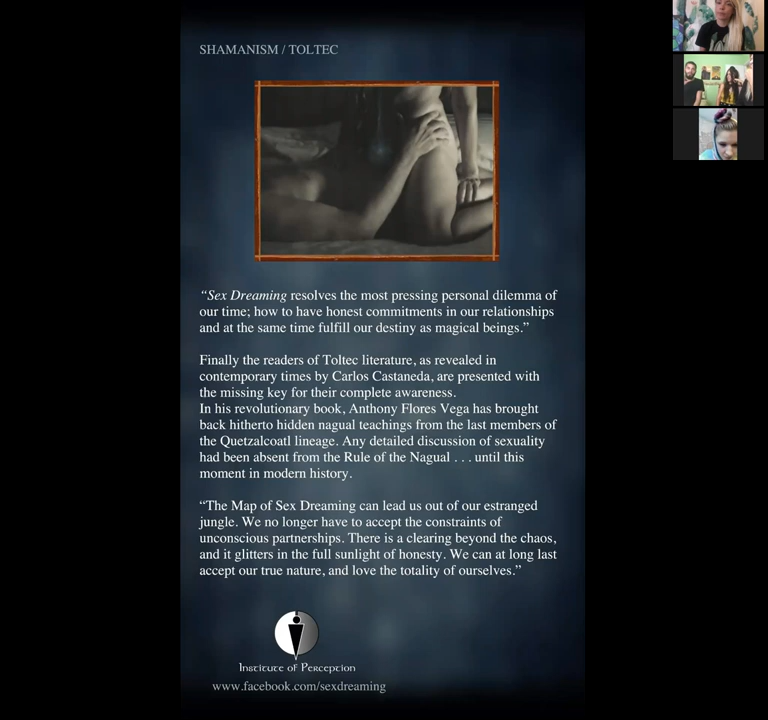 SHAMANISM / TOLTEC
“Sex Dreaming resolves the most pressing personal dilemma of
our time; how to have honest commitments in our relationships
and at the same time fulfill our destiny as magical beings.”
Finally the readers of Toltec literature, as revealed in
contemporary times by Carlos Castaneda, are presented with
the missing key for their complete awareness.
In his revolutionary book, Anthony Flores Vega has brought
back hitherto hidden nagual teachings from the last members of
the Quetzalcoatl lineage. Any detailed discussion of sexuality
had been absent from the Rule of the Nagual . . . until this
moment in modern history.
“The Map of Sex Dreaming can lead us out of our estranged
jungle. We no longer have to accept the constraints of
unconscious partnerships. There is a clearing beyond the chaos,
and it glitters in the full sunlight of honesty. We can at long last
accept our true nature, and love the totality of ourselves.”
Institute of Perception
www.facebook.com/sexdreaming